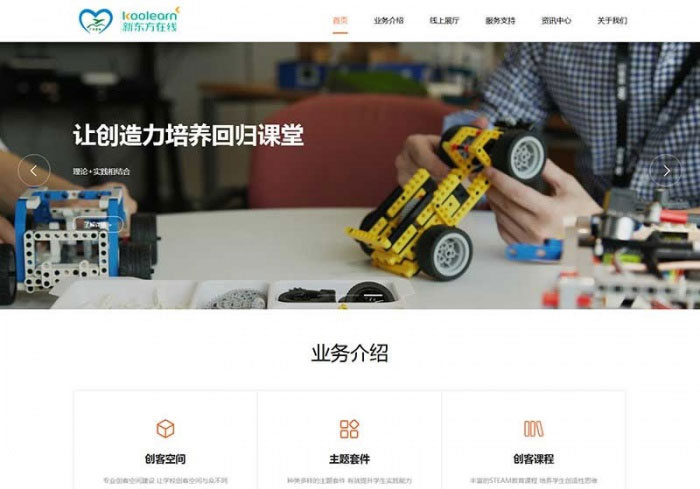 koolearn
新东方在线
首页
业务介绍
线上展厅
服务支持
资讯中心
关于我们
让创造力培养回归课堂
理论+实践相结合
业务介绍
创客空间
主题套件
创客课程
专业创客空间建设 让学校创客空间与众不同
种类多样的主题套件 有效提升学生实践能力
丰富的STEAM教育课程 培养学生创造性思维